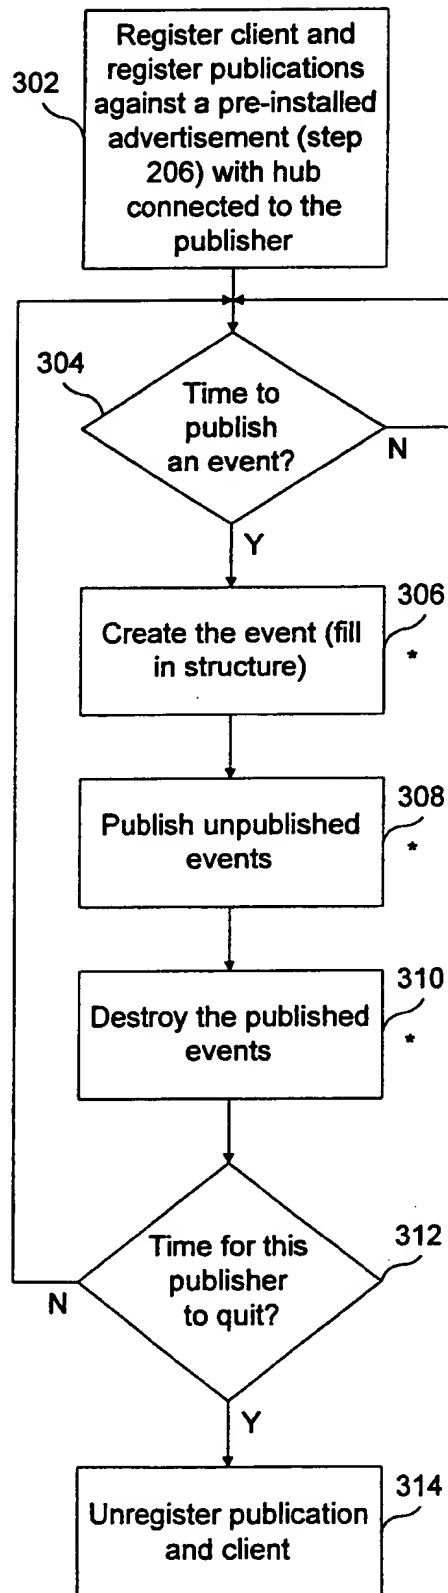 Register client and
register publications
302
against a pre-installed
advertisement (step
206) with hub
connected to the
publisher
304
Time to
publish
an event?
N
Y
306
Create the event (fill
in structure)
*
308
Publish unpublished
events
*
310
Destroy the published
events
*
312
Time for this
publisher
to quit?
N
Y
314
Unregister publication
and client